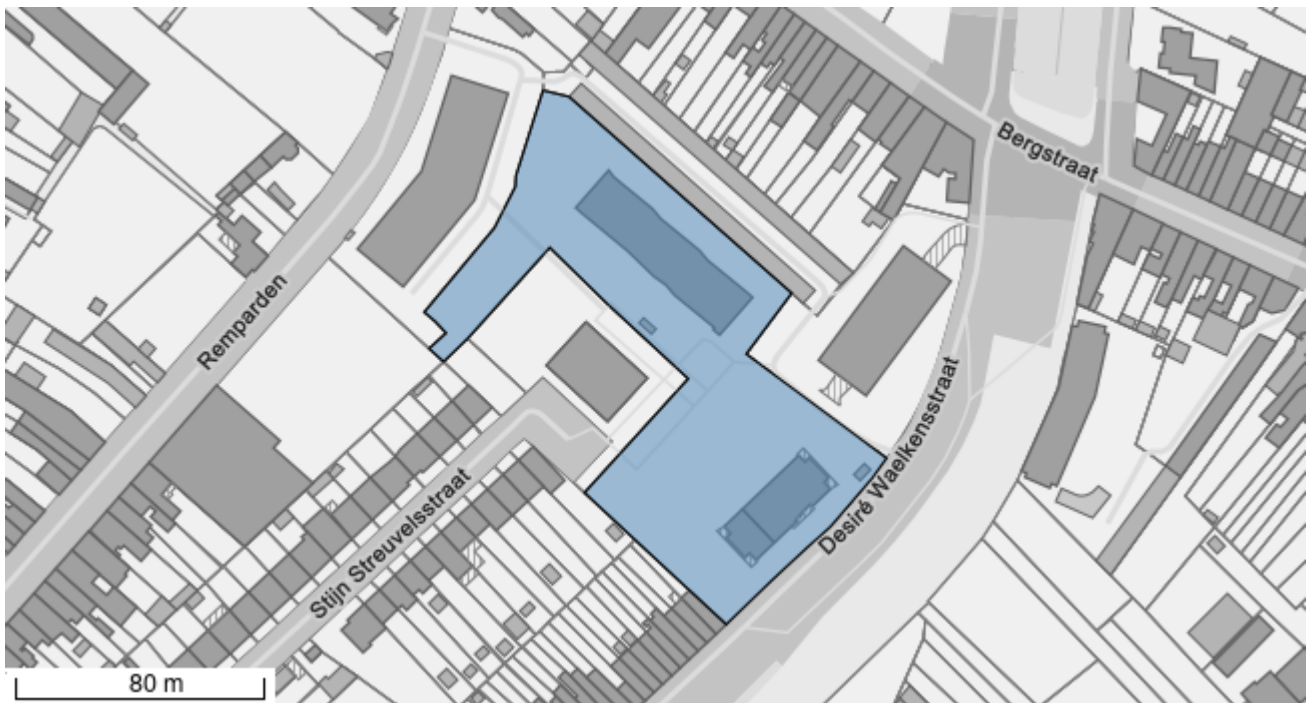 Bergstraat
Remparden
Desiré Waelkensstraat
Stijn Streuvelsstraat
80 m